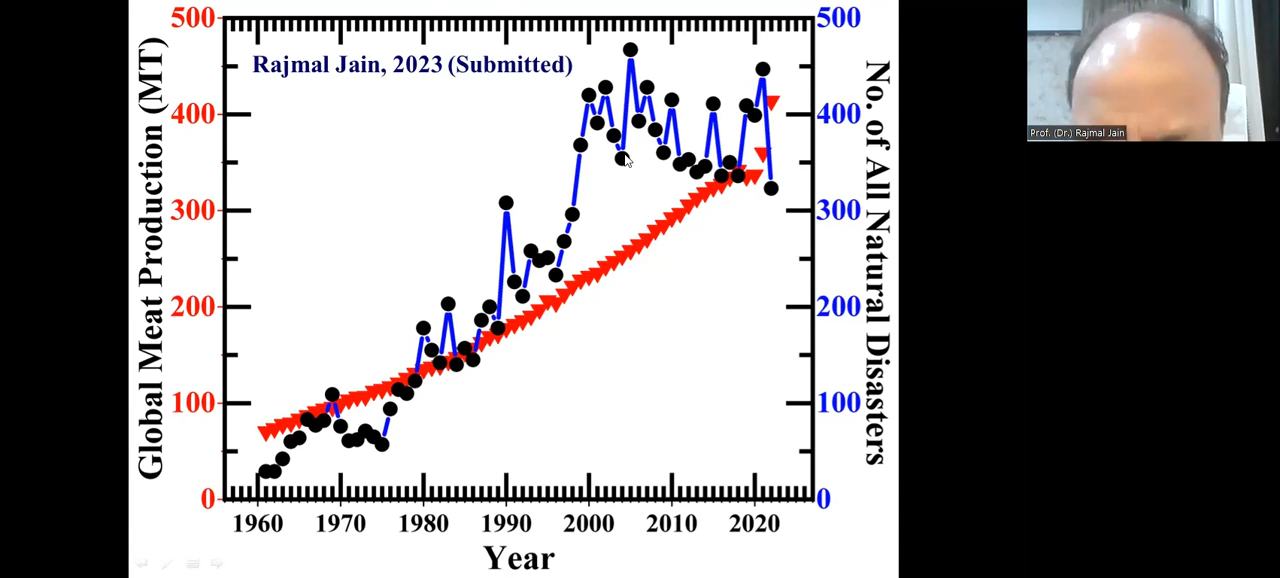 Rajmal Jain, 2023 (Submitted)
Global Meat Production (MT)
500
400
300
200
100
0
500
400
300
200
100
0
No. of All Natural Disasters
1960 1970 1980 1990 2000 2010 2020
Year
Prof. (Dr.) Rajmal Jain